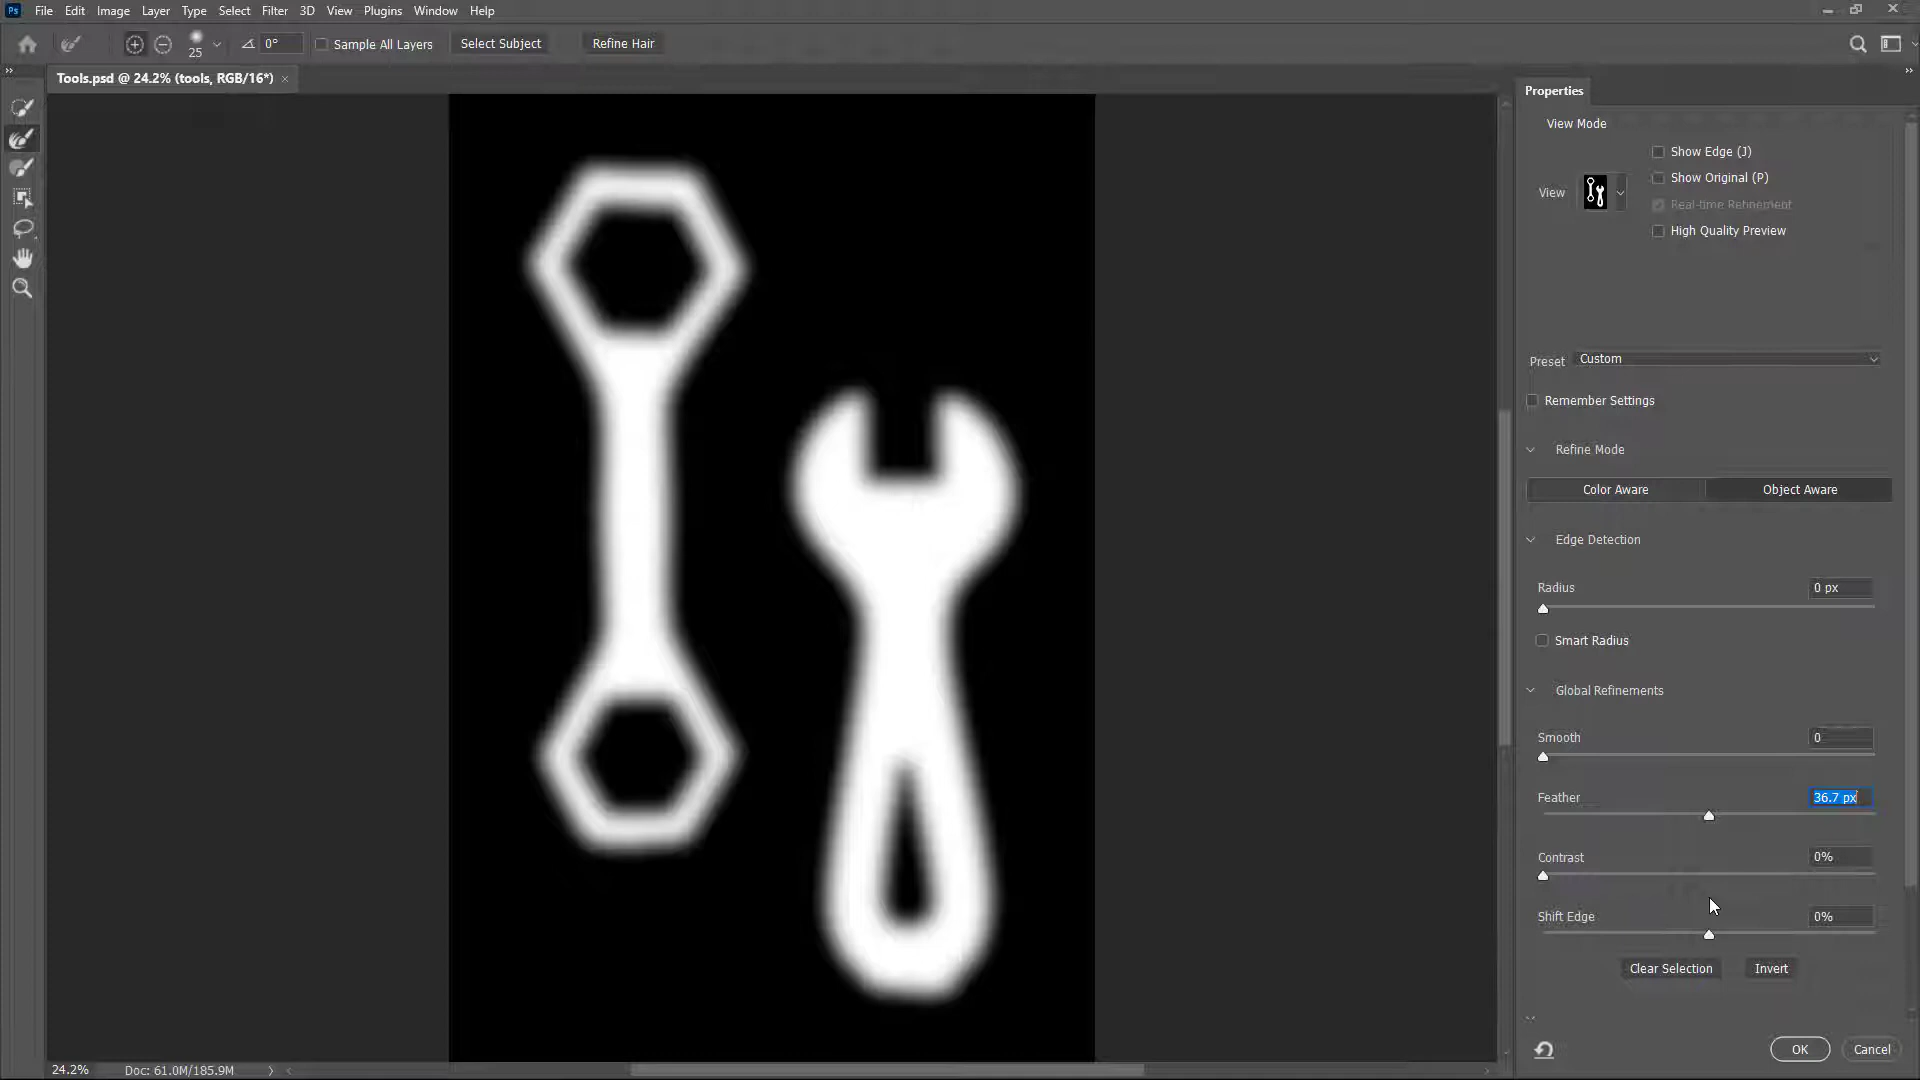 Ps File Edit Image Layer Type Select Filter 3D View Plugins Window Help
25 0° Sample All Layers Select Subject Refine Hair
Tools.psd @ 24.2% (tools, RGB/16*) ×
Properties
View Mode
Show Edge (J)
Show Original (P)
View
Real-time Refinement
High Quality Preview
Preset Custom
Remember Settings
Refine Mode
Color Aware Object Aware
Edge Detection
Radius 0 px
Smart Radius
Global Refinements
Smooth 0
Feather 36.7 px
Contrast 0%
Shift Edge 0%
Clear Selection Invert
OK Cancel
24.2% Doc: 61.0M/185.9M